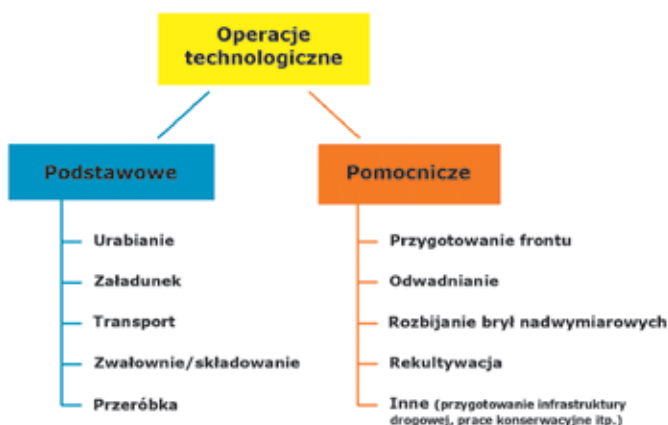 Operacje
technologiczne
Podstawowe
Urabianie
Załadunek
Transport
Zwałownie/składowanie
Przeróbka
Pomocnicze
Przygotowanie frontu
Odwadnianie
Rozbijanie brył nadwymiarowych
Rekultywacja
Inne (przygotowanie infrastruktury
drogowej, prace konserwacyjne itp.)